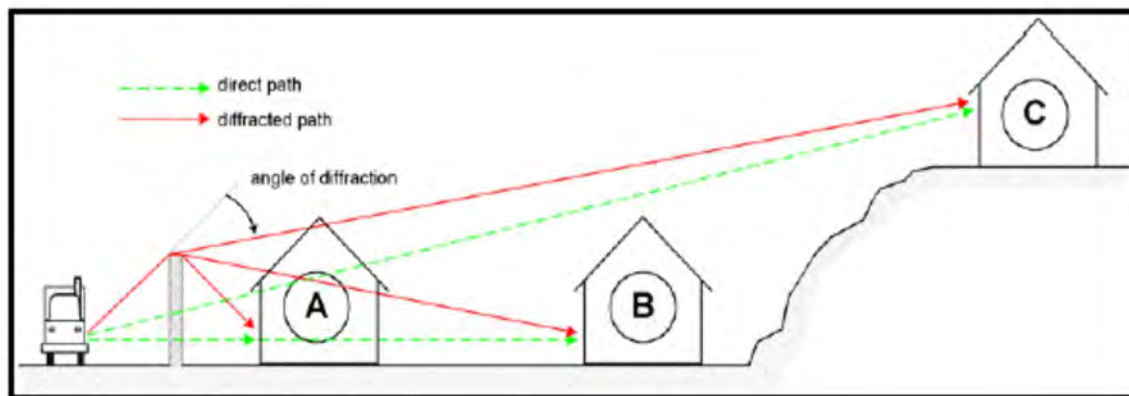 direct path
diffracted path
angle of diffraction
A
B
C